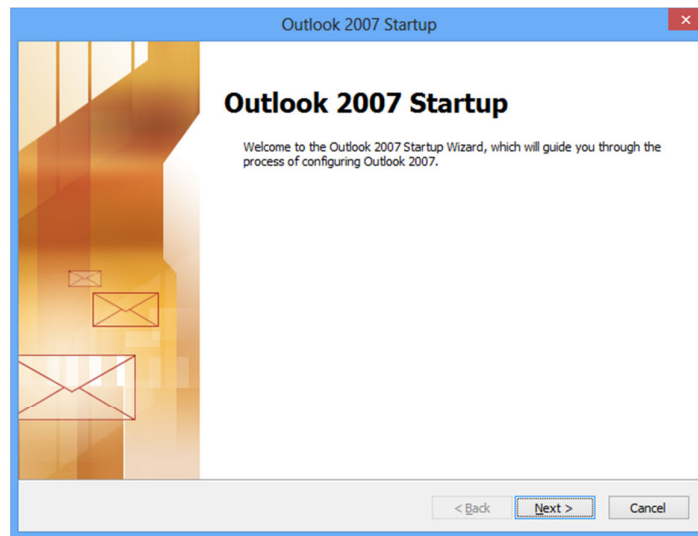 Outlook 2007 Startup
Outlook 2007 Startup
Welcome to the Outlook 2007 Startup Wizard, which will guide you through the
process of configuring Outlook 2007.
< Back Next > Cancel